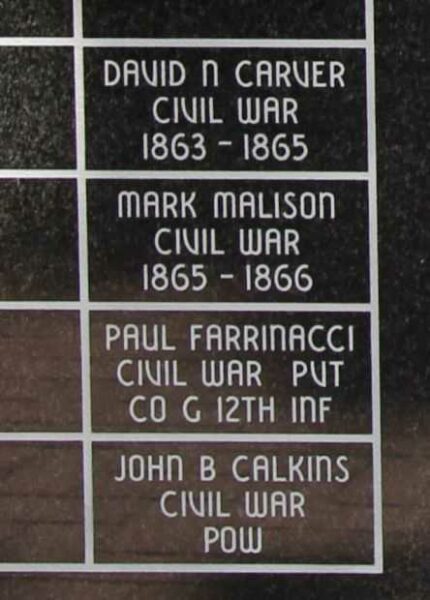 DAVID N CARVER
CIVIL WAR
1863 - 1865
MARK MALISON
CIVIL WAR
1865 - 1866
PAUL FARRINACCI
CIVIL WAR PVT
CO G 12TH INF
JOHN B CALKINS
CIVIL WAR
POW